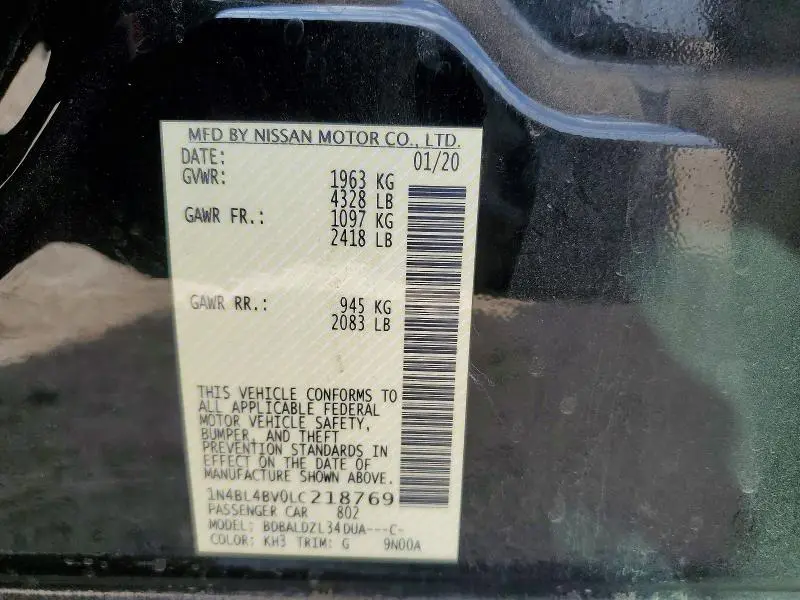 MFD BY NISSAN MOTOR CO., LTD.
DATE: 01/20
GVWR: 1963 KG
4328 LB
GAWR FR.: 1097 KG
2418 LB
GAWR RR.: 945 KG
2083 LB
THIS VEHICLE CONFORMS TO
ALL APPLICABLE FEDERAL
MOTOR VEHICLE SAFETY,
BUMPER, AND THEFT
PREVENTION STANDARDS IN
EFFECT ON THE DATE OF
MANUFACTURE SHOWN ABOVE.
1N4BL4BV0LC218769
PASSENGER CAR 802
MODEL: BDBALDZL34DUA---C-
COLOR: KH3 TRIM: G 9N00A